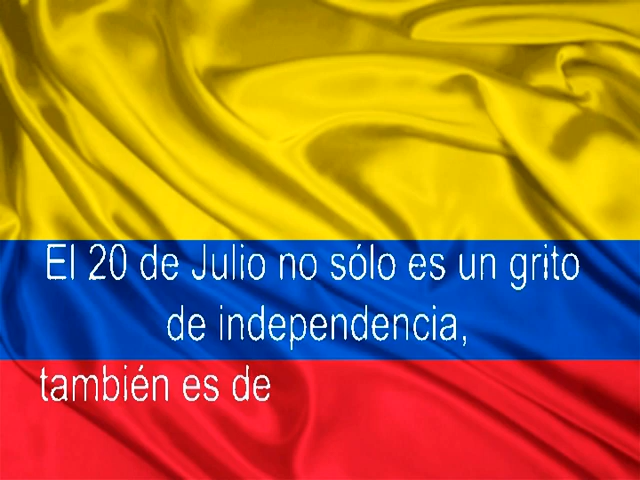 El 20 de Julio no sólo es un grito
de independencia,
también es de